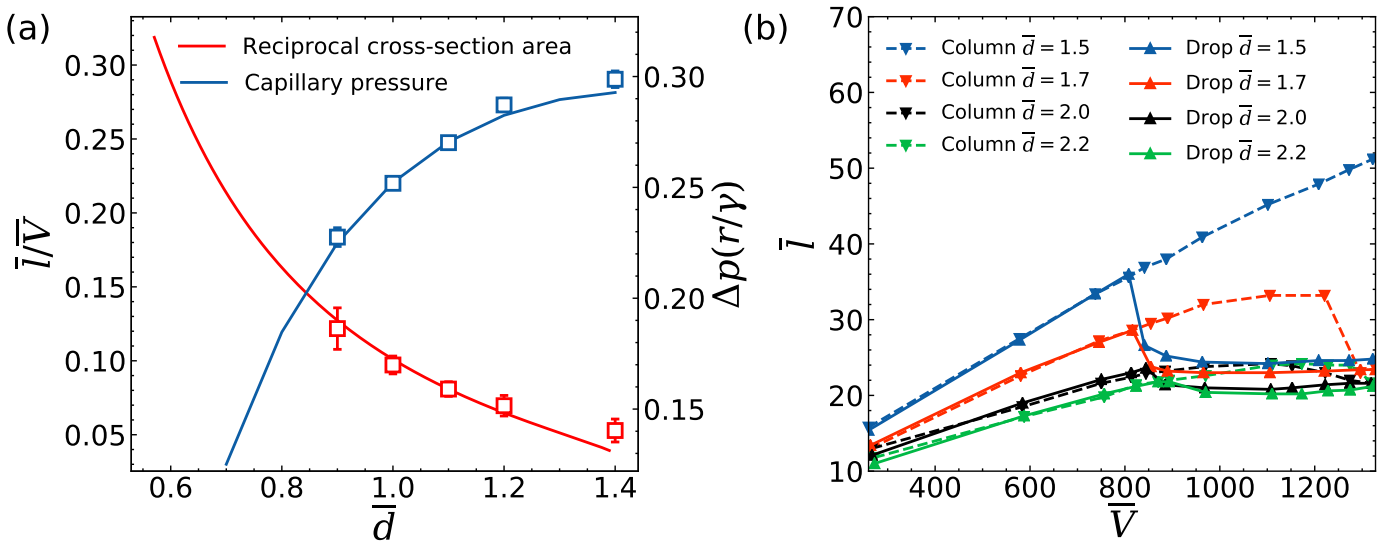 (a)
Reciprocal cross-section area
Capillary pressure
0.30
0.25
0.20
0.15
0.10
0.05
l̅/V̅
0.30
0.25
0.20
0.15
Δp(r/γ)
0.6 0.8 1.0 1.2 1.4
d̅
(b)
Column d̅ = 1.5
Column d̅ = 1.7
Column d̅ = 2.0
Column d̅ = 2.2
Drop d̅ = 1.5
Drop d̅ = 1.7
Drop d̅ = 2.0
Drop d̅ = 2.2
70
60
50
40
30
20
10
l̅
400 600 800 1000 1200
V̅